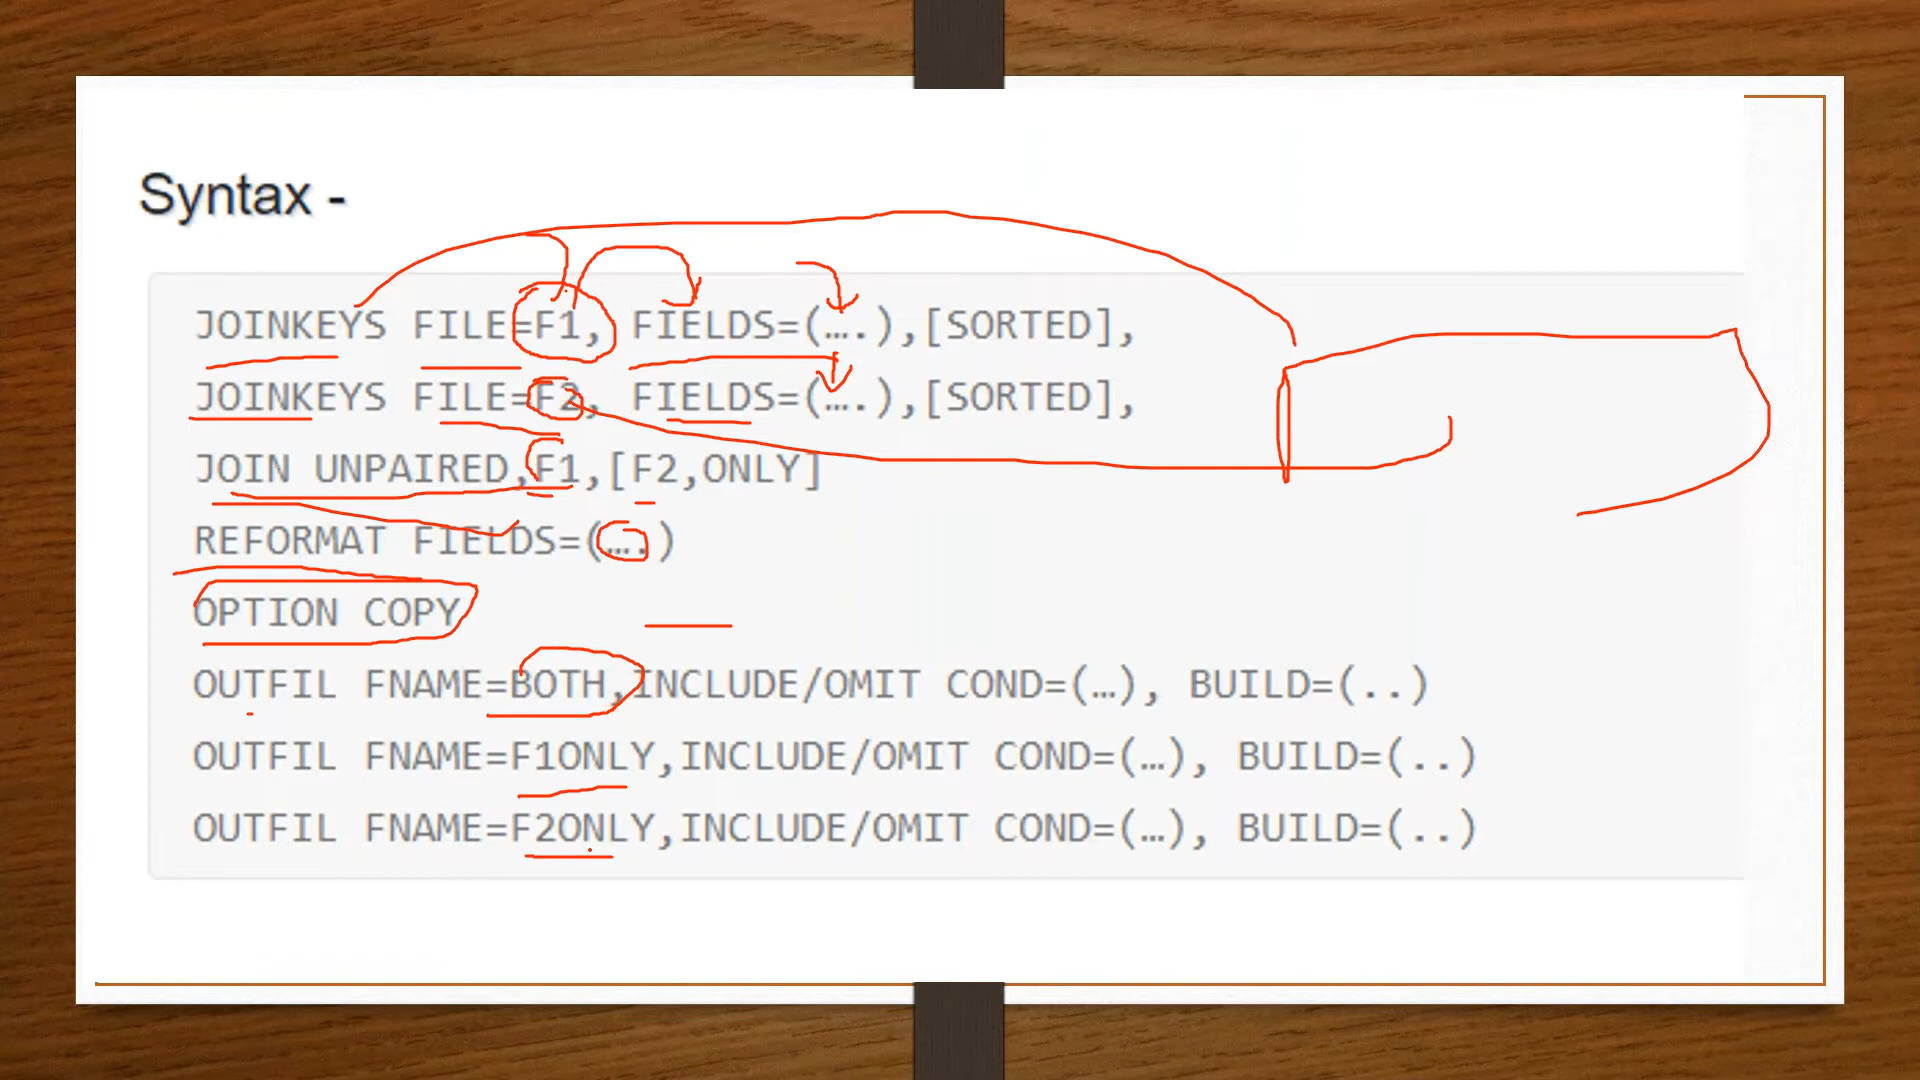 Syntax -
JOINKEYS FILE=F1, FIELDS=(….),[SORTED],
JOINKEYS FILE=F2, FIELDS=(….),[SORTED],
JOIN UNPAIRED,F1,[F2,ONLY]
REFORMAT FIELDS=(….)
OPTION COPY
OUTFIL FNAME=BOTH,INCLUDE/OMIT COND=(…), BUILD=(..)
OUTFIL FNAME=F1ONLY,INCLUDE/OMIT COND=(…), BUILD=(..)
OUTFIL FNAME=F2ONLY,INCLUDE/OMIT COND=(…), BUILD=(..)